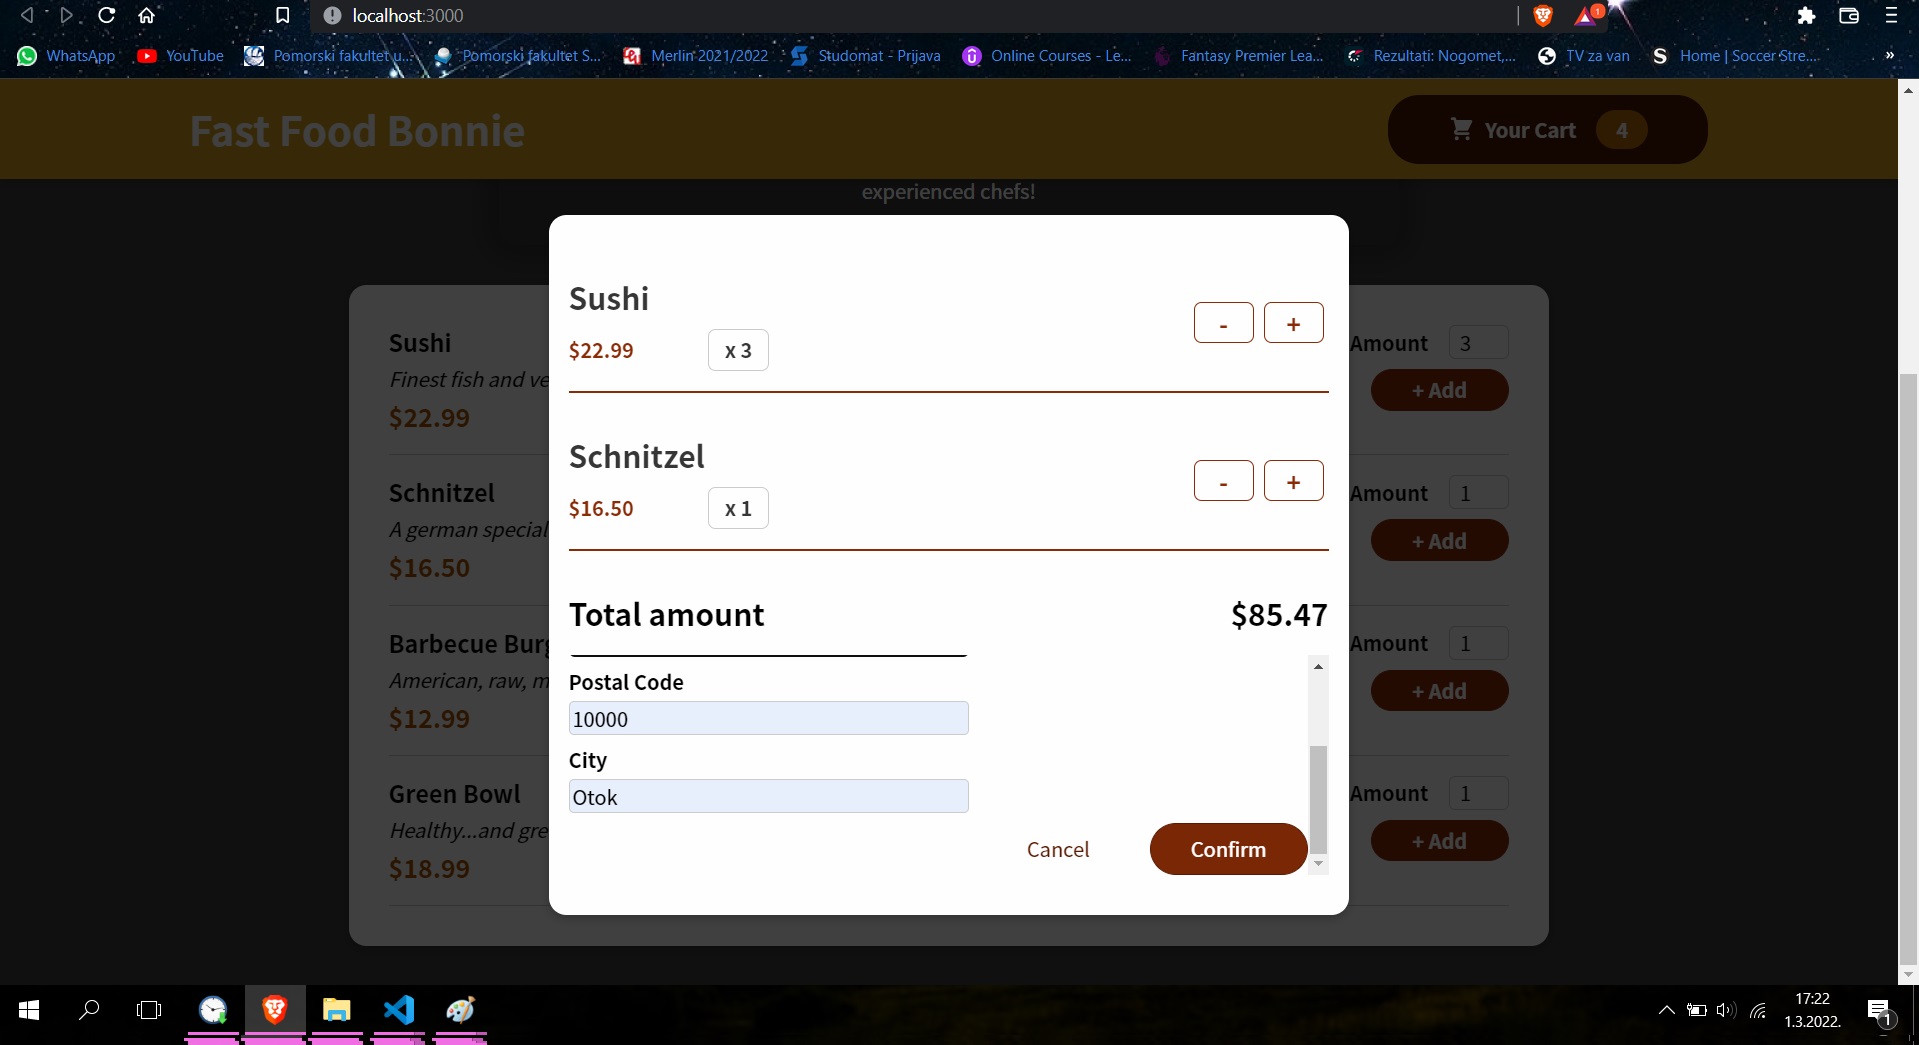 localhost:3000
1
WhatsApp YouTube Pomorski fakultet u... Pomorski fakultet S... Merlin 2021/2022 Studomat - Prijava Online Courses - Le... Fantasy Premier Lea... Rezultati: Nogomet,... TV za van Home | Soccer Stre... »
Fast Food Bonnie
Your Cart 4
experienced chefs!
Sushi
Finest fish and ve
$22.99
Amount 3
+ Add
Schnitzel
A german special
$16.50
Amount 1
+ Add
Barbecue Burg
American, raw, m
$12.99
Amount 1
+ Add
Green Bowl
Healthy...and gre
$18.99
Amount 1
+ Add
Sushi
$22.99 x 3
- +
Schnitzel
$16.50 x 1
- +
Total amount $85.47
Postal Code
10000
City
Otok
Cancel Confirm
17:22
1.3.2022.
1